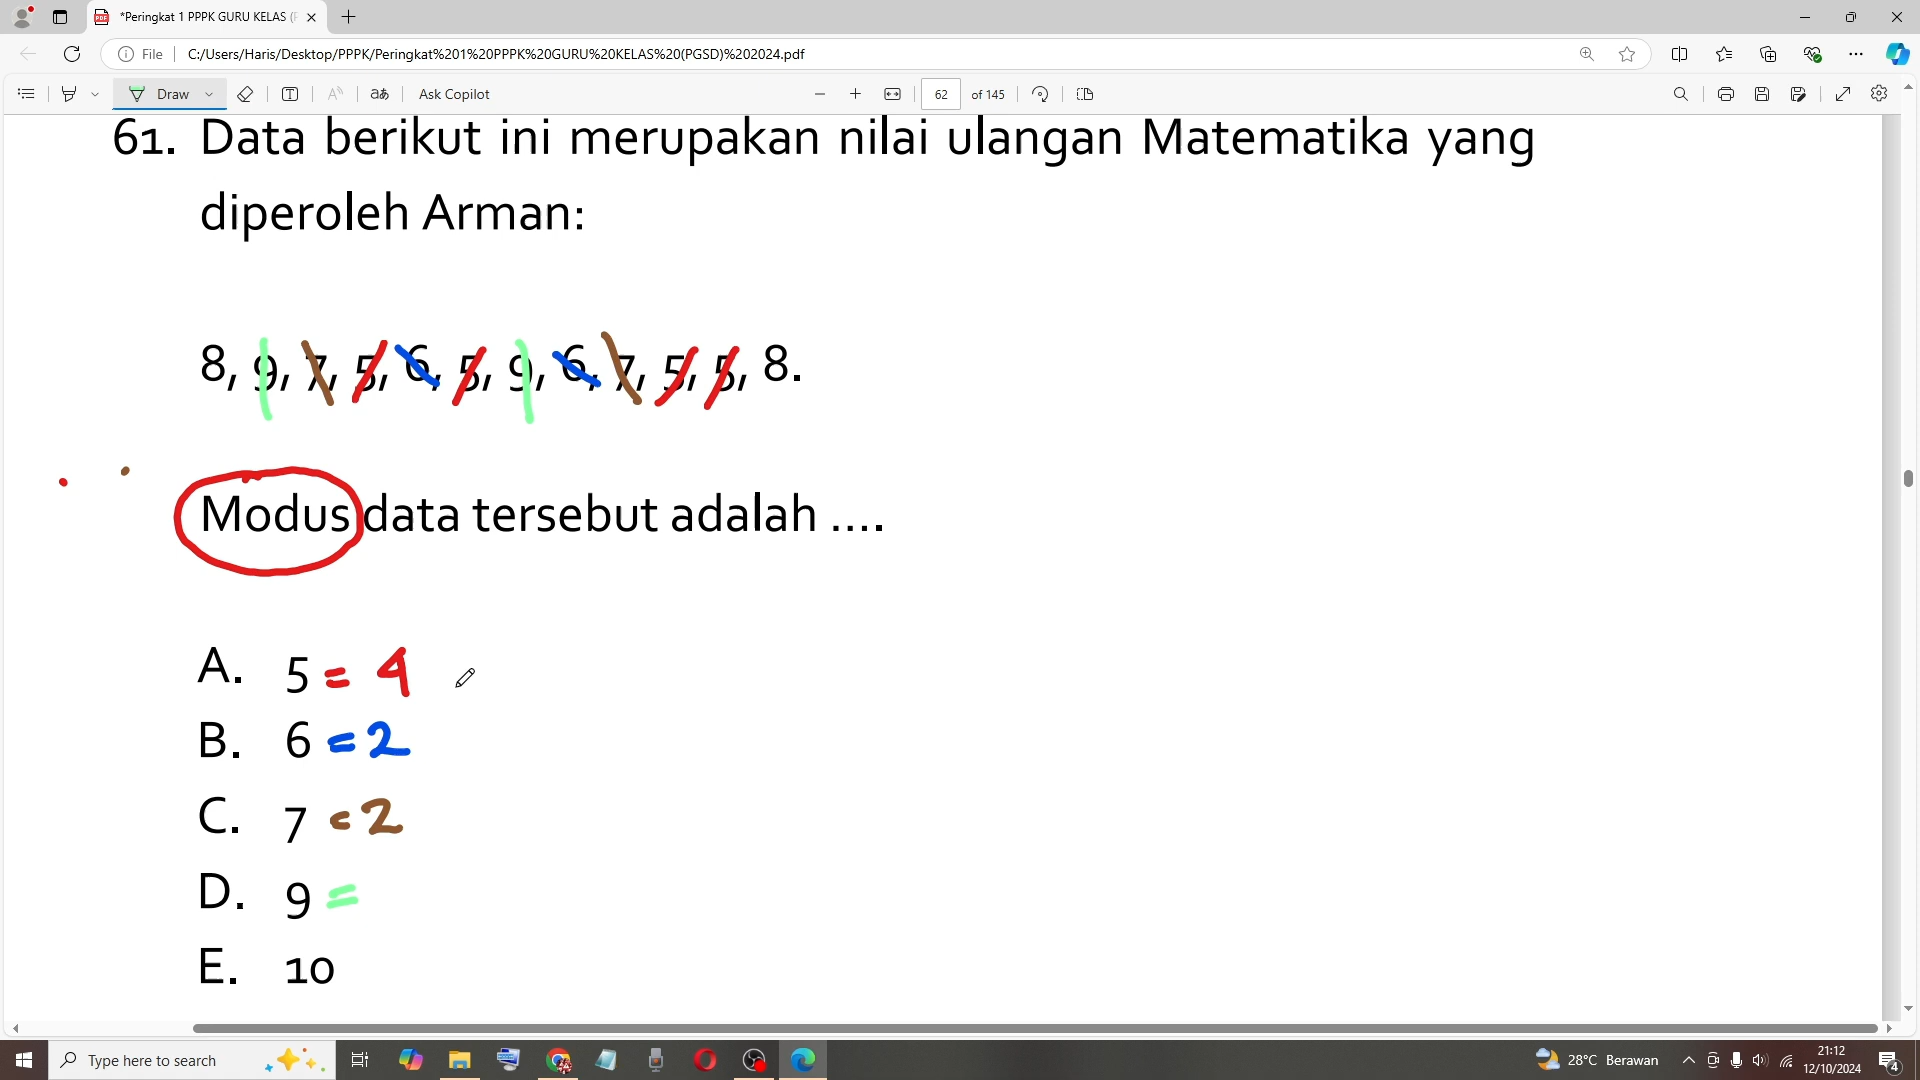 *Peringkat 1 PPPK GURU KELAS (P
File
C:/Users/Haris/Desktop/PPPK/Peringkat%201%20PPPK%20GURU%20KELAS%20(PGSD)%202024.pdf
Draw
aあ
Ask Copilot
62 of 145
61. Data berikut ini merupakan nilai ulangan Matematika yang
diperoleh Arman:
8, 9, 7, 5, 6, 5, 9, 6, 7, 5, 5, 8.
Modus data tersebut adalah ....
A. 5 = 4
B. 6 = 2
C. 7 = 2
D. 9 =
E. 10
Type here to search
28°C Berawan
21:12
12/10/2024
4